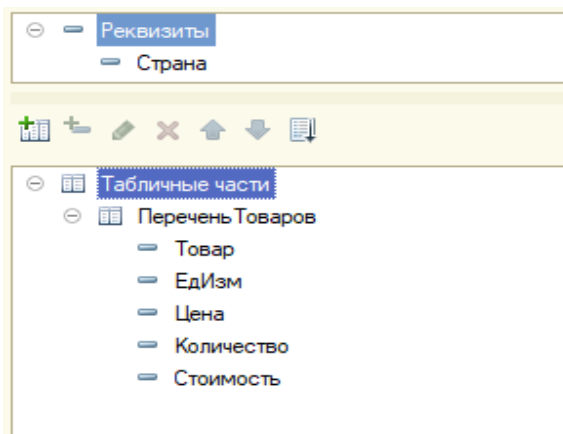 Реквизиты
Страна
Табличные части
ПереченьТоваров
Товар
ЕдИзм
Цена
Количество
Стоимость